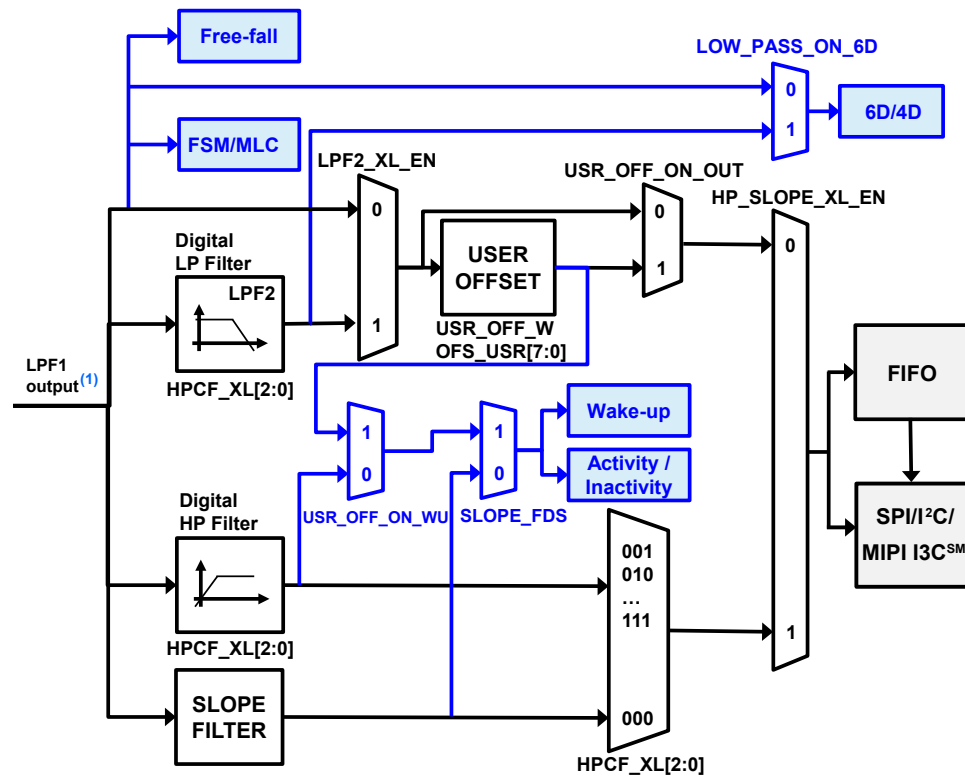 Free-fall
LOW_PASS_ON_6D
0
1
6D/4D
FSM/MLC
LPF2_XL_EN
0
1
USR_OFF_ON_OUT
0
1
HP_SLOPE_XL_EN
0
1
Digital
LP Filter
LPF2
HPCF_XL[2:0]
USER
OFFSET
USR_OFF_W
OFS_USR[7:0]
LPF1
output(1)
FIFO
SPI/I²C/
MIPI I3C℠
Wake-up
Activity /
Inactivity
1
0
USR_OFF_ON_WU
1
0
SLOPE_FDS
Digital
HP Filter
HPCF_XL[2:0]
001
010
...
111
000
HPCF_XL[2:0]
SLOPE
FILTER